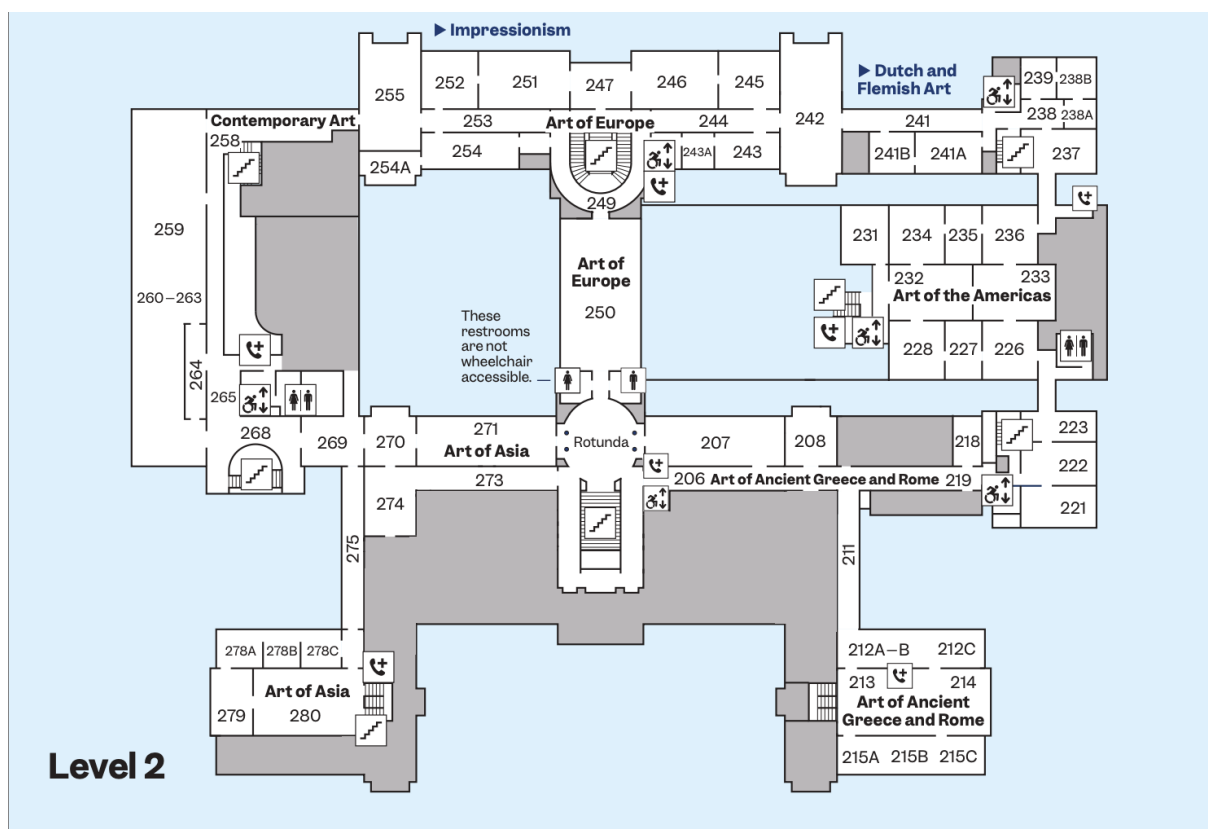 ▶ Impressionism
▶ Dutch and
Flemish Art
255
252
251
247
246
245
242
239
238B
238
238A
237
241
241B
241A
Contemporary Art
258
253
Art of Europe
244
254
254A
243A
243
249
259
260–263
264
265
268
269
Art of
Europe
250
These
restrooms
are not
wheelchair
accessible.
231
234
235
236
232
233
Art of the Americas
228
227
226
270
271
Art of Asia
273
274
275
Rotunda
207
208
218
206
Art of Ancient Greece and Rome
219
223
222
221
211
278A
278B
278C
Art of Asia
279
280
212A–B
212C
213
214
Art of Ancient
Greece and Rome
215A
215B
215C
Level 2